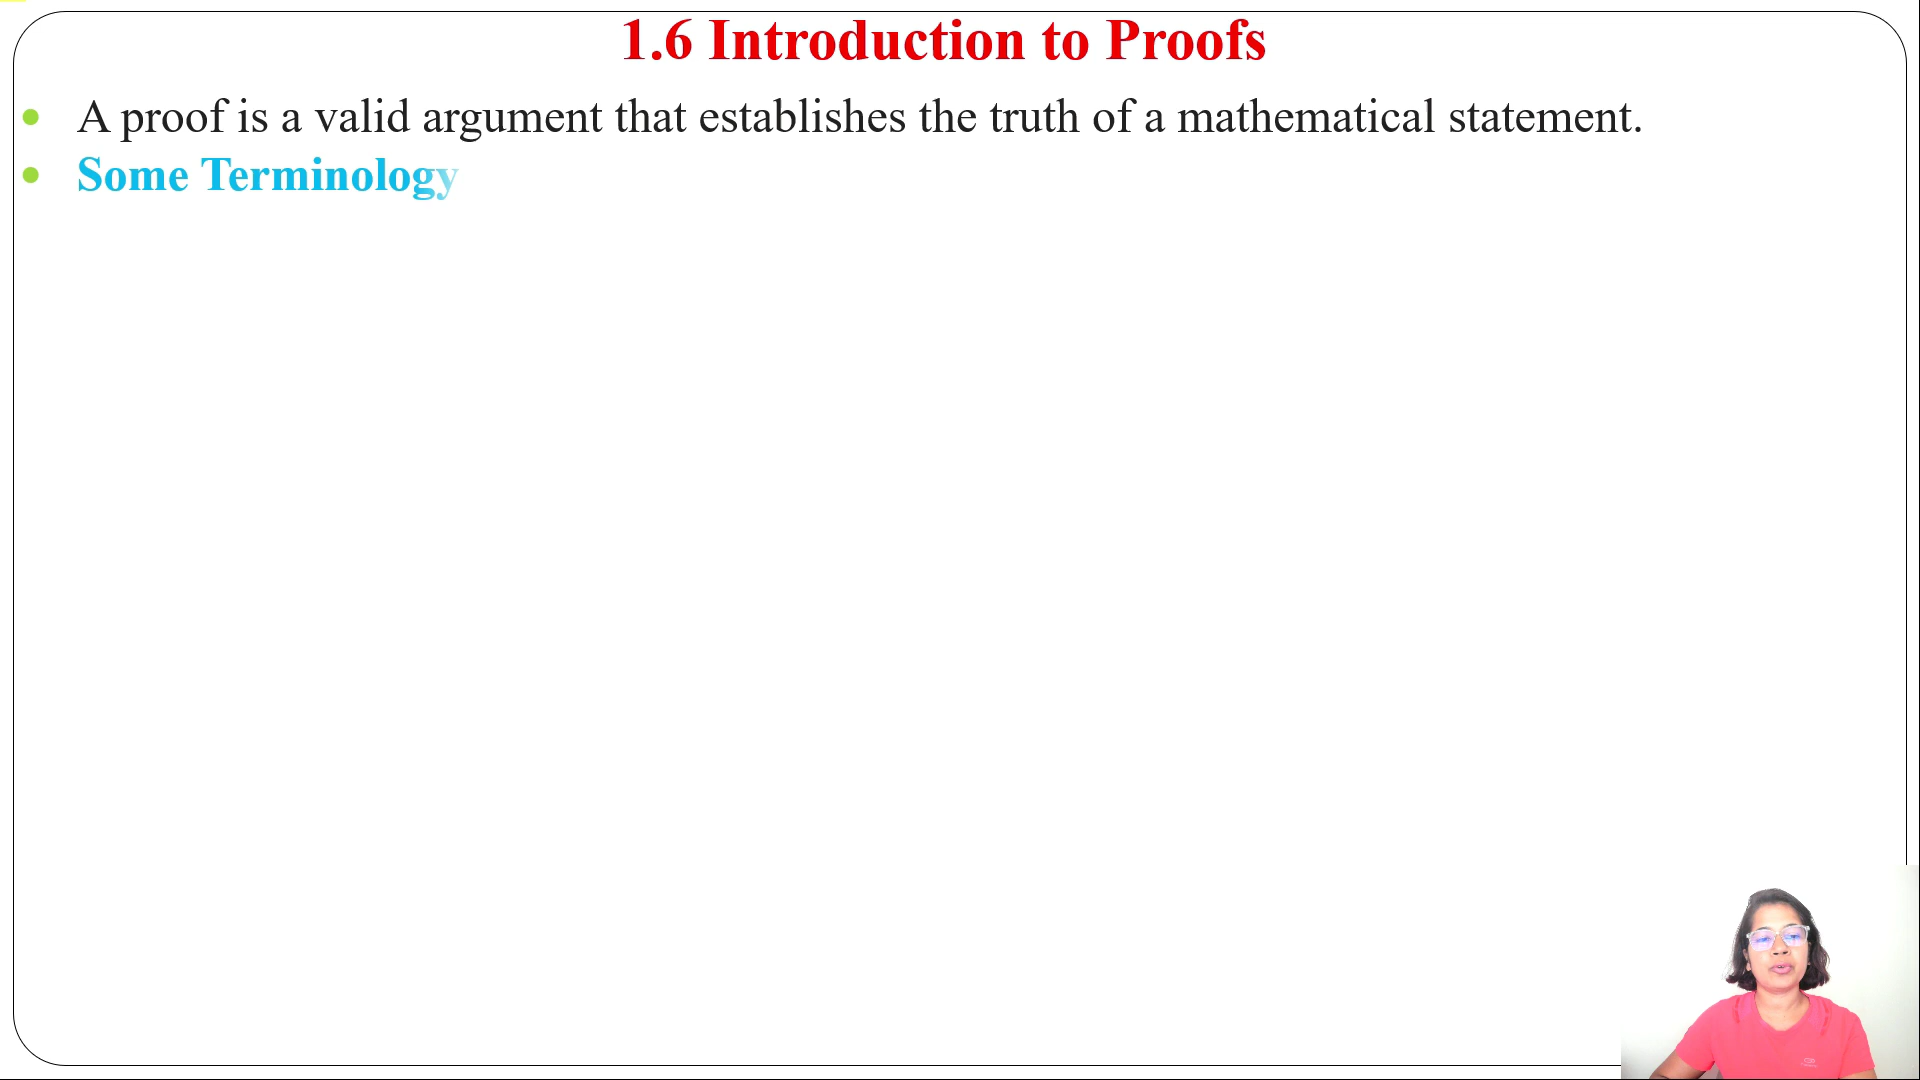 1.6 Introduction to Proofs
• A proof is a valid argument that establishes the truth of a mathematical statement.
• Some Terminology